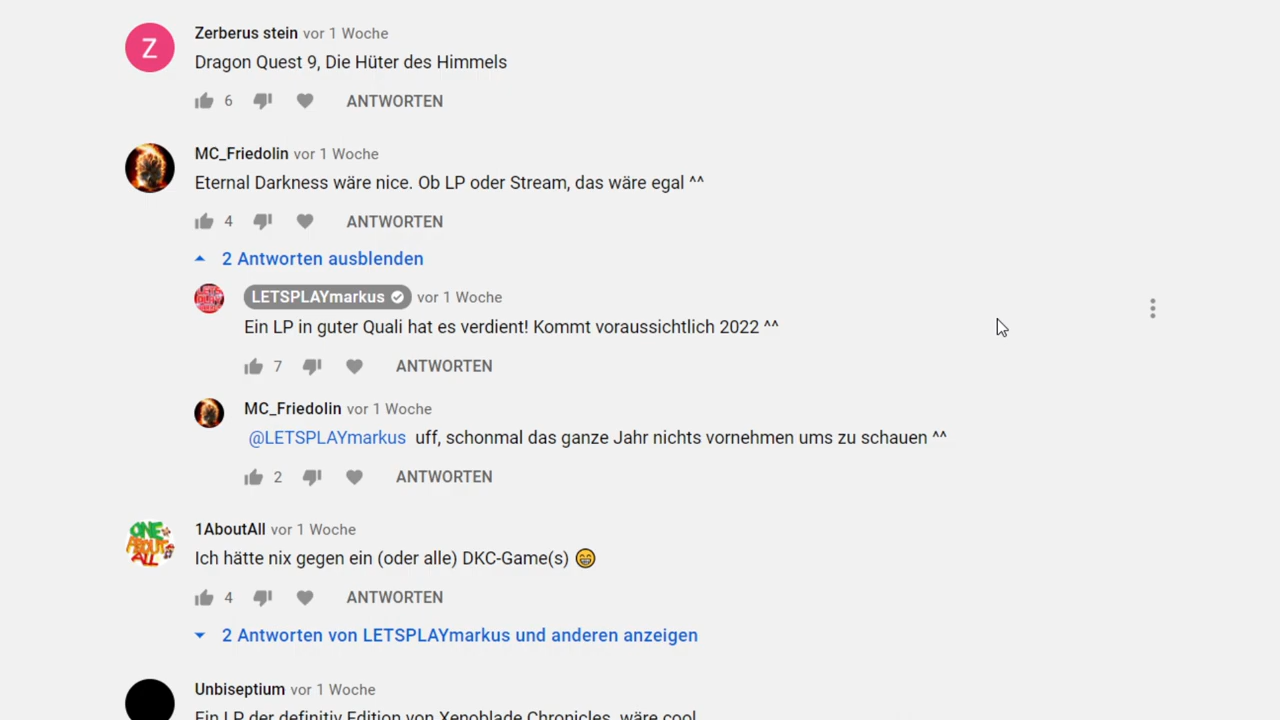 Z
Zerberus stein vor 1 Woche
Dragon Quest 9, Die Hüter des Himmels
6 ANTWORTEN
MC_Friedolin vor 1 Woche
Eternal Darkness wäre nice. Ob LP oder Stream, das wäre egal ^^
4 ANTWORTEN
2 Antworten ausblenden
LETSPLAYmarkus vor 1 Woche
Ein LP in guter Quali hat es verdient! Kommt voraussichtlich 2022 ^^
7 ANTWORTEN
MC_Friedolin vor 1 Woche
@LETSPLAYmarkus uff, schonmal das ganze Jahr nichts vornehmen ums zu schauen ^^
2 ANTWORTEN
ONE ABOUT ALL
1AboutAll vor 1 Woche
Ich hätte nix gegen ein (oder alle) DKC-Game(s) 😁
4 ANTWORTEN
2 Antworten von LETSPLAYmarkus und anderen anzeigen
Unbiseptium vor 1 Woche
Ein LP der definitiv Edition von Xenoblade Chronicles, wäre cool